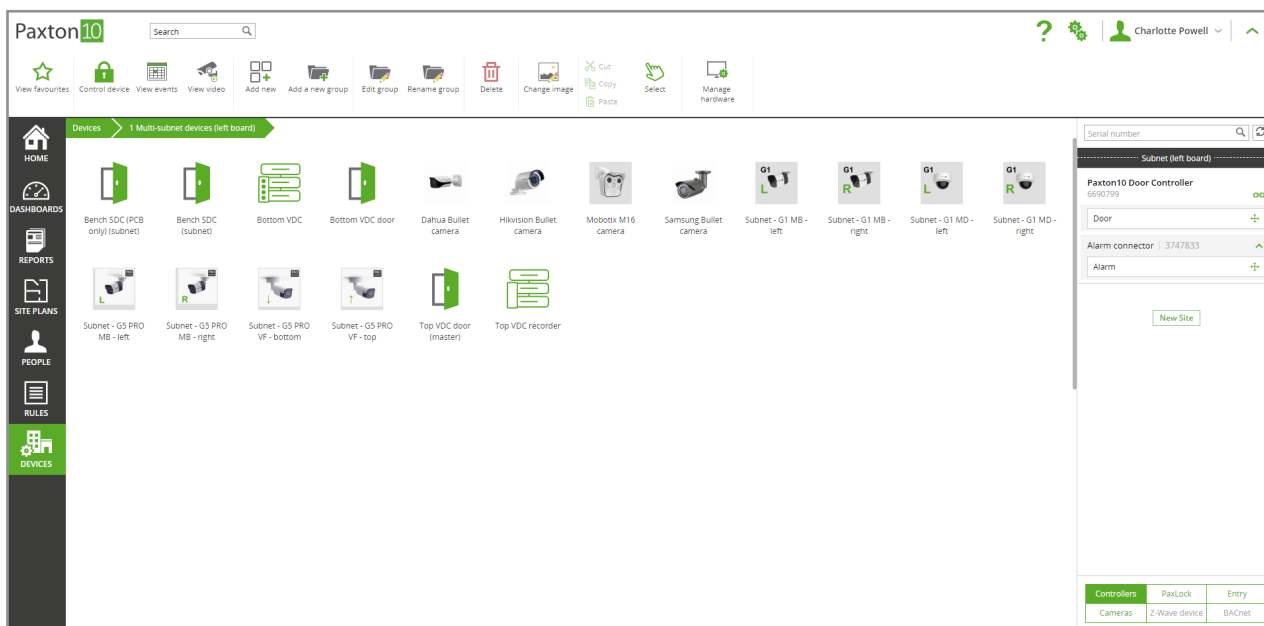 Paxton10
Search
Charlotte Powell
View favourites
Control device
View events
View video
Add new
Add a new group
Edit group
Rename group
Delete
Change image
Cut
Copy
Paste
Select
Manage
hardware
HOME
DASHBOARDS
REPORTS
SITE PLANS
PEOPLE
RULES
DEVICES
Devices
1 Multi-subnet devices (left board)
Bench SDC (PCB
only) (subnet)
Bench SDC
(subnet)
Bottom VDC
Bottom VDC door
Dahua Bullet
camera
Hikvision Bullet
camera
Mobotix M16
camera
Samsung Bullet
camera
G1
L
Subnet - G1 MB -
left
G1
R
Subnet - G1 MB -
right
G1
L
Subnet - G1 MD -
left
G1
R
Subnet - G1 MD -
right
L
Subnet - G5 PRO
MB - left
R
Subnet - G5 PRO
MB - right
Subnet - G5 PRO
VF - bottom
Subnet - G5 PRO
VF - top
Top VDC door
(master)
Top VDC recorder
Serial number
Subnet (left board)
Paxton10 Door Controller
6690799
Door
Alarm connector | 3747833
Alarm
New Site
Controllers PaxLock Entry
Cameras Z-Wave device BACnet